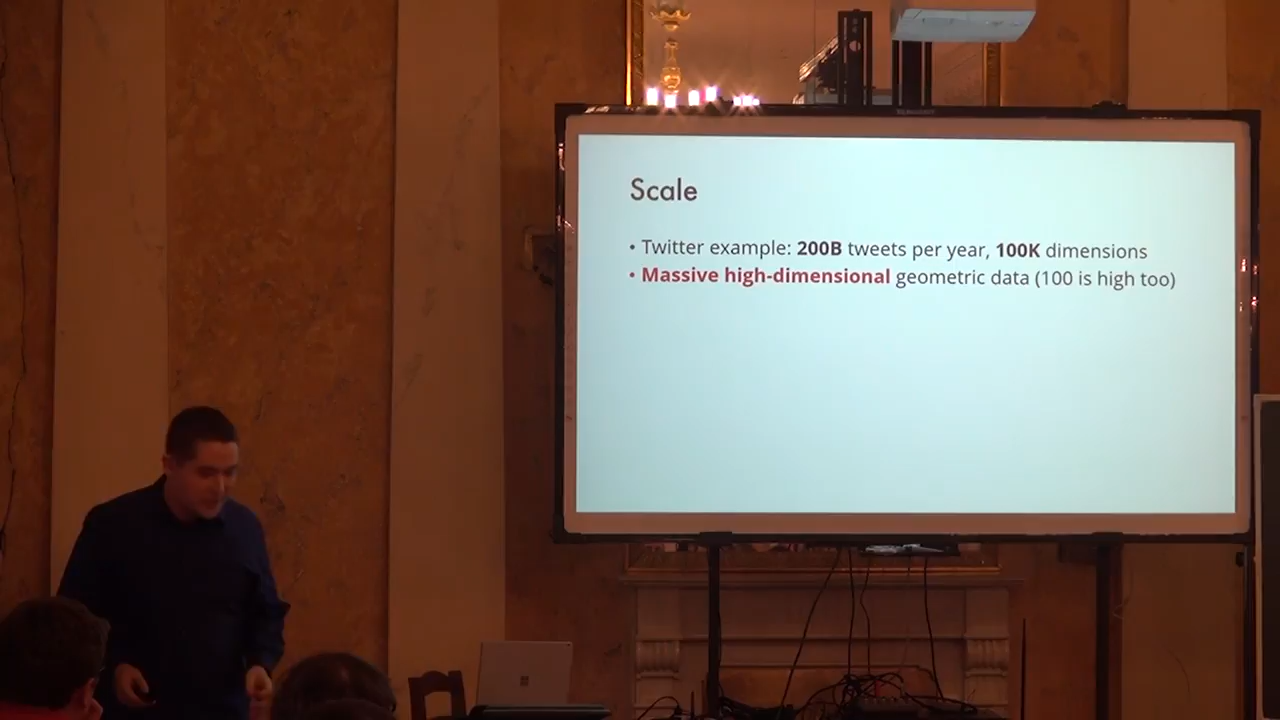 Scale
• Twitter example: 200B tweets per year, 100K dimensions
• Massive high-dimensional geometric data (100 is high too)